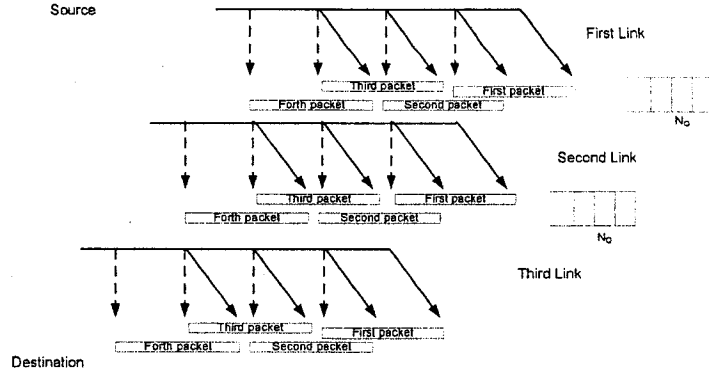 Source
First Link
Third packet
First packet
Forth packet
Second packet
N₀
Second Link
Third packet
First packet
Forth packet
Second packet
N₀
Third Link
Third packet
First packet
Forth packet
Second packet
Destination